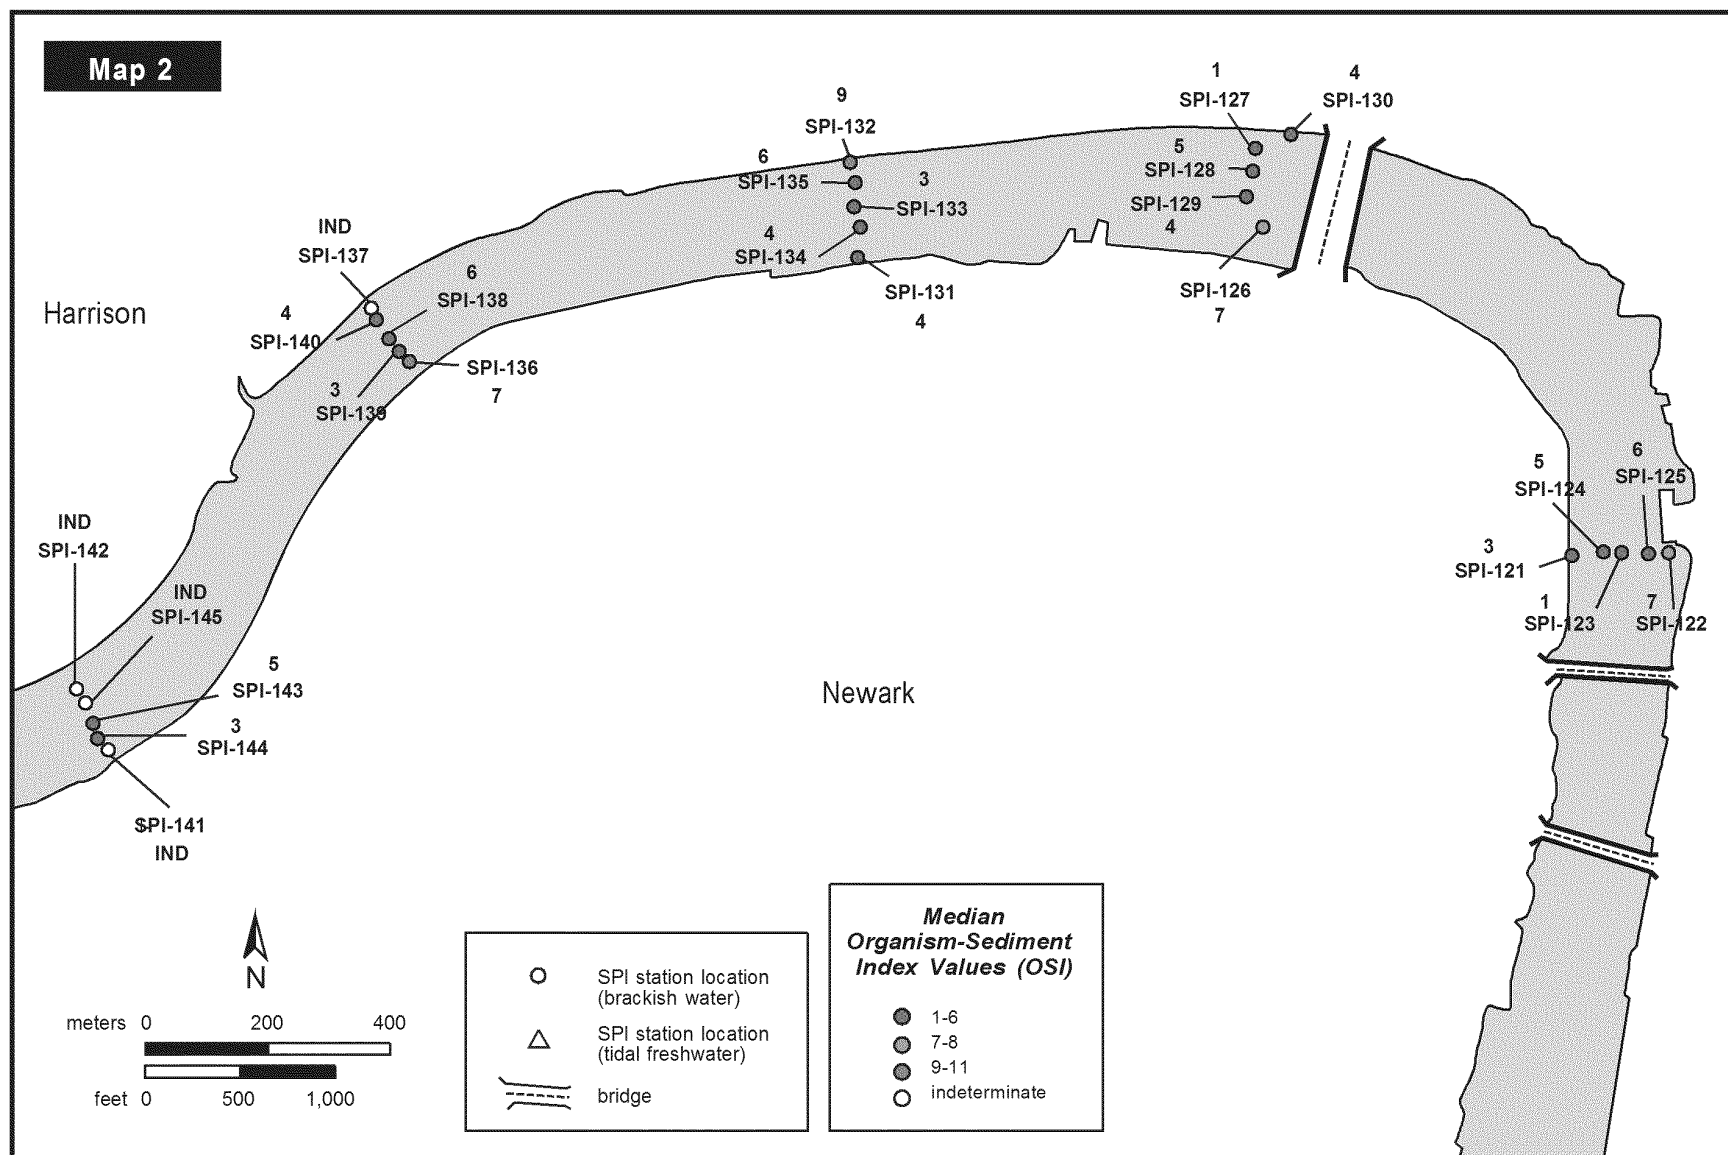 Map 2
1
SPI-127
4
SPI-130
9
SPI-132
5
SPI-128
6
SPI-135
3
SPI-133
SPI-129
4
4
SPI-134
SPI-131
4
SPI-126
7
IND
SPI-137
6
SPI-138
Harrison
4
SPI-140
SPI-136
7
3
SPI-139
5
SPI-124
6
SPI-125
3
SPI-121
1
SPI-123
7
SPI-122
IND
SPI-142
IND
SPI-145
5
SPI-143
3
SPI-144
Newark
SPI-141
IND
N
meters 0 200 400
feet 0 500 1,000
SPI station location
(brackish water)
SPI station location
(tidal freshwater)
bridge
Median
Organism-Sediment
Index Values (OSI)
1-6
7-8
9-11
indeterminate